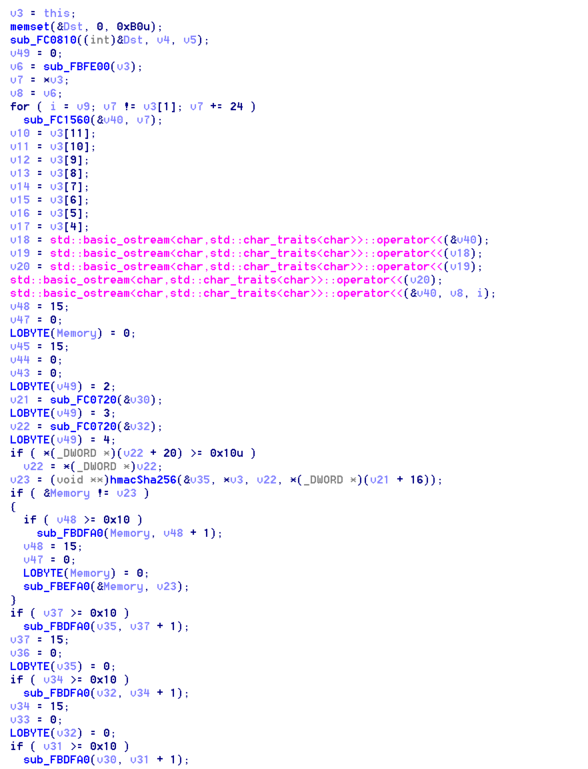 v3 = this;
memset(&Dst, 0, 0xB0u);
sub_FC0810((int)&Dst, v4, v5);
v49 = 0;
v6 = sub_FBFE00(v3);
v7 = *v3;
v8 = v6;
for ( i = v9; v7 != v3[1]; v7 += 24 )
  sub_FC1560(&v40, v7);
v10 = v3[11];
v11 = v3[10];
v12 = v3[9];
v13 = v3[8];
v14 = v3[7];
v15 = v3[6];
v16 = v3[5];
v17 = v3[4];
v18 = std::basic_ostream<char,std::char_traits<char>>::operator<<(&v40);
v19 = std::basic_ostream<char,std::char_traits<char>>::operator<<(v18);
v20 = std::basic_ostream<char,std::char_traits<char>>::operator<<(v19);
std::basic_ostream<char,std::char_traits<char>>::operator<<(v20);
std::basic_ostream<char,std::char_traits<char>>::operator<<(&v40, v8, i);
v48 = 15;
v47 = 0;
LOBYTE(Memory) = 0;
v45 = 15;
v44 = 0;
v43 = 0;
LOBYTE(v49) = 2;
v21 = sub_FC0720(&v30);
LOBYTE(v49) = 3;
v22 = sub_FC0720(&v32);
LOBYTE(v49) = 4;
if ( *(_DWORD *)(v22 + 20) >= 0x10u )
  v22 = *(_DWORD *)v22;
v23 = (void **)hmacSha256(&v35, *v3, v22, *(_DWORD *)(v21 + 16));
if ( &Memory != v23 )
{
  if ( v48 >= 0x10 )
    sub_FBDFA0(Memory, v48 + 1);
  v48 = 15;
  v47 = 0;
  LOBYTE(Memory) = 0;
  sub_FBEFA0(&Memory, v23);
}
if ( v37 >= 0x10 )
  sub_FBDFA0(v35, v37 + 1);
v37 = 15;
v36 = 0;
LOBYTE(v35) = 0;
if ( v34 >= 0x10 )
  sub_FBDFA0(v32, v34 + 1);
v34 = 15;
v33 = 0;
LOBYTE(v32) = 0;
if ( v31 >= 0x10 )
  sub_FBDFA0(v30, v31 + 1);